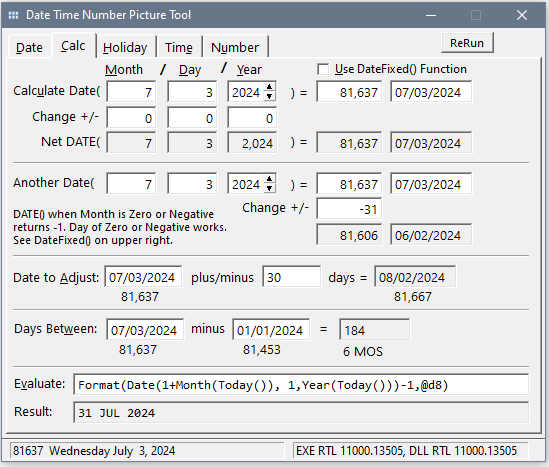 Date Time Number Picture Tool
Date Calc Holiday Time Number ReRun
Month / Day / Year Use DateFixed() Function
Calculate Date( 7 3 2024 ) = 81,637 07/03/2024
Change +/- 0 0 0
Net DATE( 7 3 2,024 ) = 81,637 07/03/2024
Another Date( 7 3 2024 ) = 81,637 07/03/2024
Change +/- -31
81,606 06/02/2024
DATE() when Month is Zero or Negative
returns -1. Day of Zero or Negative works.
See DateFixed() on upper right.
Date to Adjust: 07/03/2024 plus/minus 30 days = 08/02/2024
81,637 81,667
Days Between: 07/03/2024 minus 01/01/2024 = 184
81,637 81,453 6 MOS
Evaluate: Format(Date(1+Month(Today()), 1,Year(Today()))-1,@d8)
Result: 31 JUL 2024
81637 Wednesday July 3, 2024 EXE RTL 11000.13505, DLL RTL 11000.13505